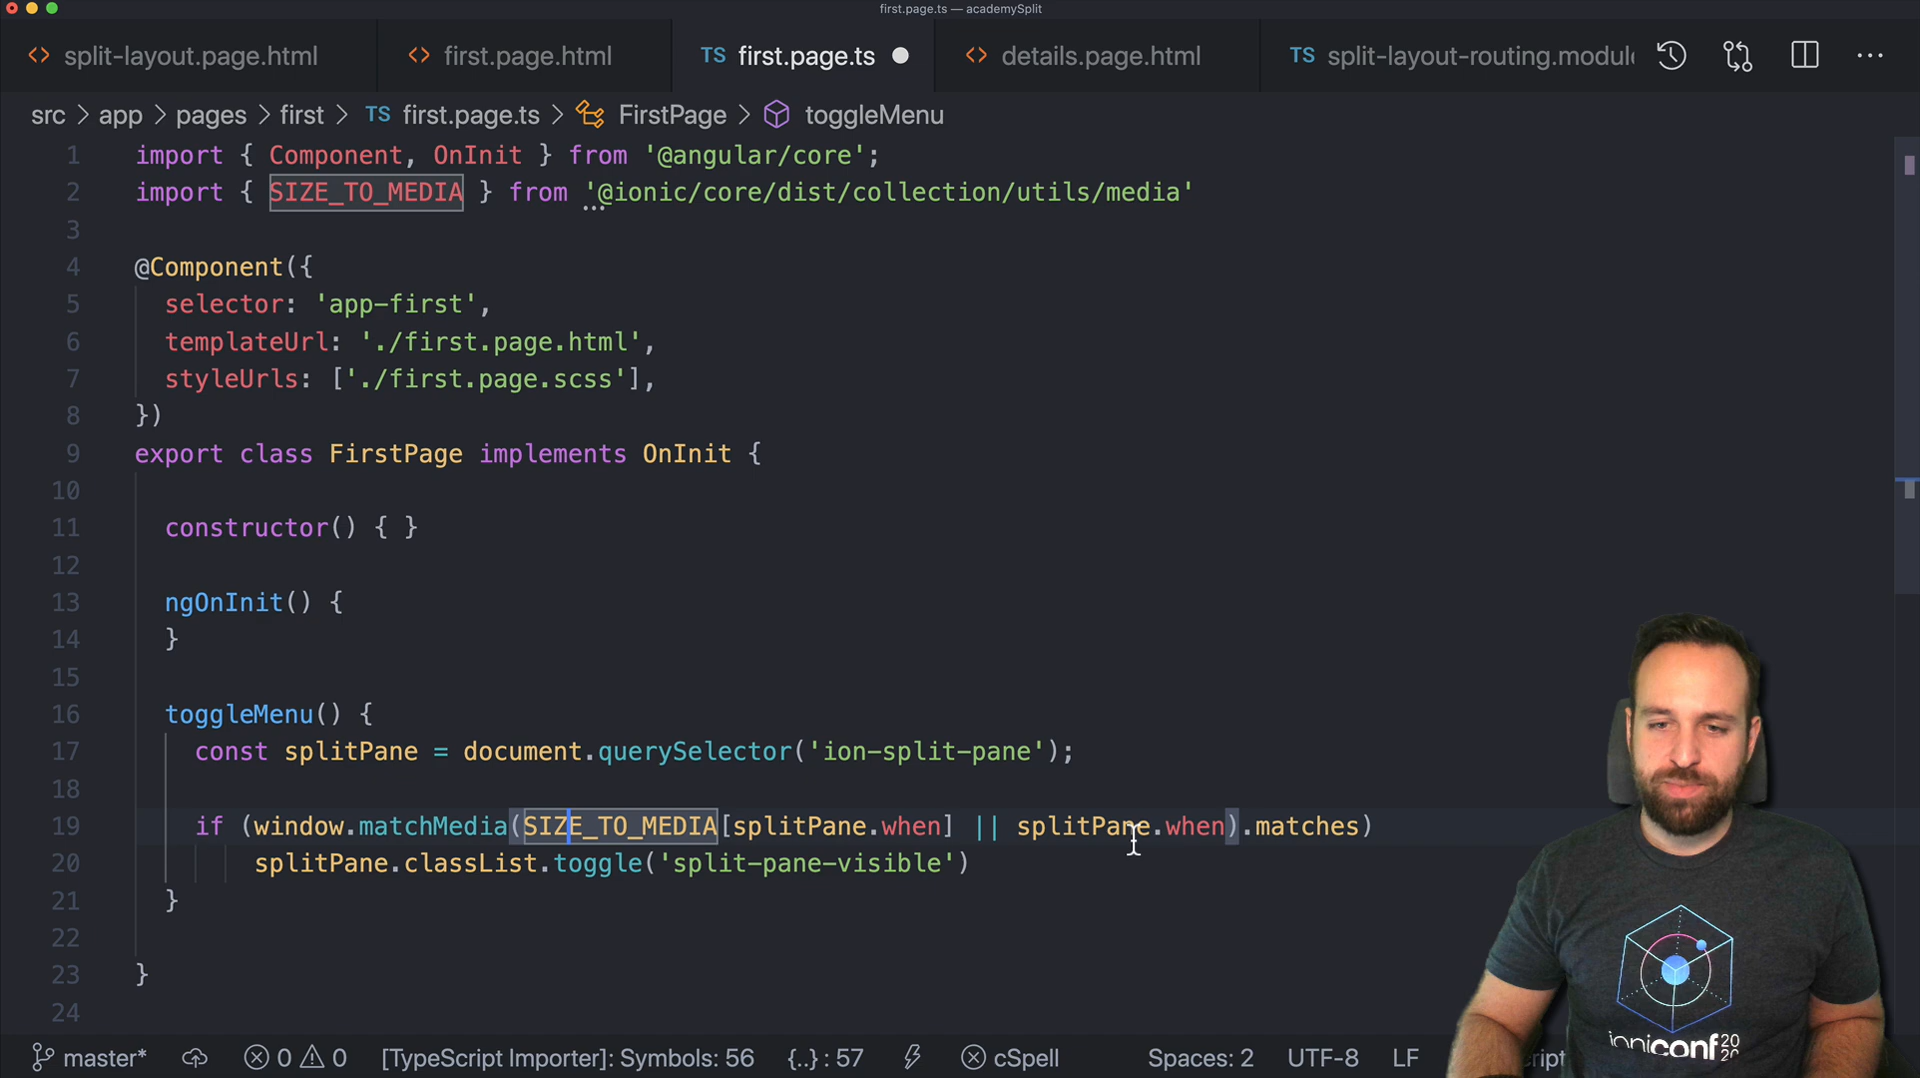 first.page.ts — academySplit
<> split-layout.page.html <> first.page.html TS first.page.ts ● <> details.page.html TS split-layout-routing.module
src > app > pages > first > TS first.page.ts > FirstPage > toggleMenu
1 import { Component, OnInit } from '@angular/core';
2 import { SIZE_TO_MEDIA } from '@ionic/core/dist/collection/utils/media'
3
4 @Component({
5 selector: 'app-first',
6 templateUrl: './first.page.html',
7 styleUrls: ['./first.page.scss'],
8 })
9 export class FirstPage implements OnInit {
10
11 constructor() { }
12
13 ngOnInit() {
14 }
15
16 toggleMenu() {
17 const splitPane = document.querySelector('ion-split-pane');
18
19 if (window.matchMedia(SIZE_TO_MEDIA[splitPane.when] || splitPane.when).matches)
20 splitPane.classList.toggle('split-pane-visible')
21 }
22
23 }
24
ioniconf 2020
master* 0 0 [TypeScript Importer]: Symbols: 56 {..} : 57 cSpell Spaces: 2 UTF-8 LF